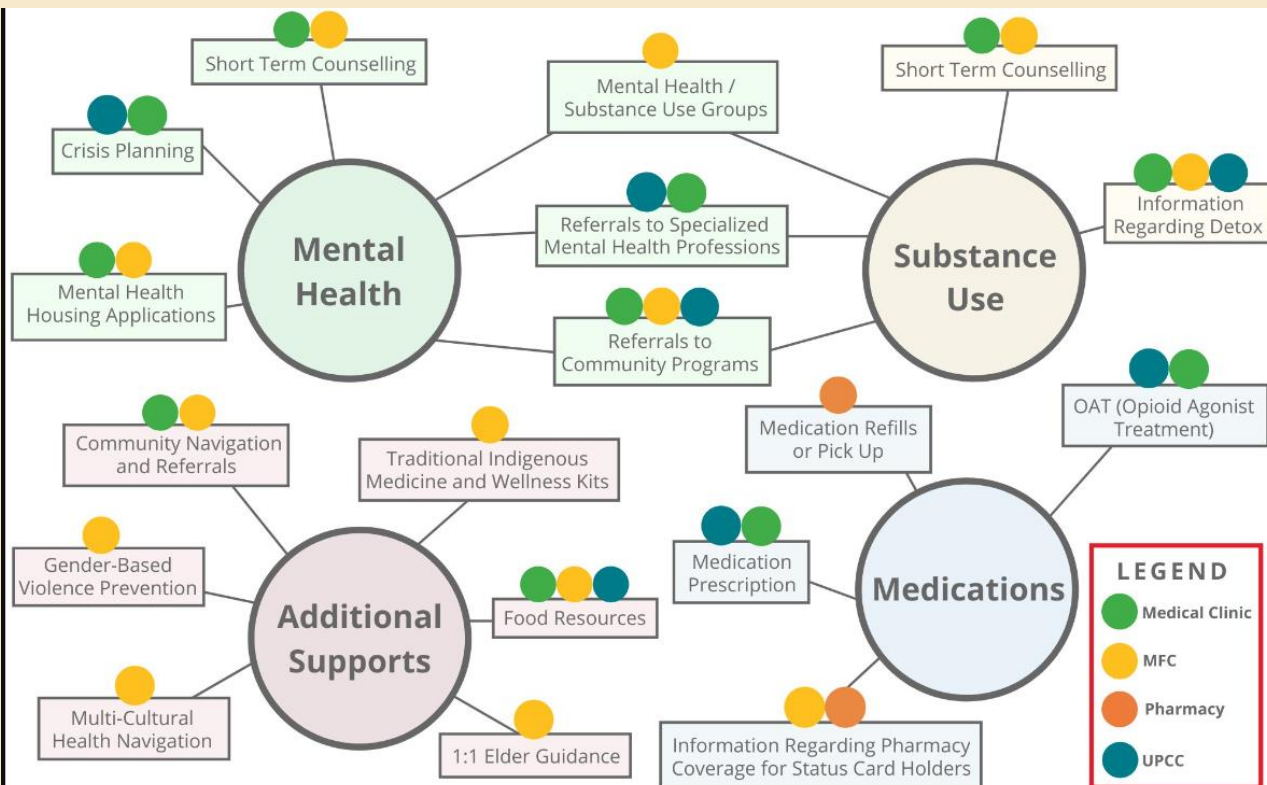 Short Term Counselling
Mental Health /
Substance Use Groups
Short Term Counselling
Crisis Planning
Mental
Health
Referrals to Specialized
Mental Health Professions
Substance
Use
Information
Regarding Detox
Mental Health
Housing Applications
Referrals to
Community Programs
Community Navigation
and Referrals
Traditional Indigenous
Medicine and Wellness Kits
Medication Refills
or Pick Up
OAT (Opioid Agonist
Treatment)
Gender-Based
Violence Prevention
Additional
Supports
Food Resources
Medication
Prescription
Medications
Multi-Cultural
Health Navigation
1:1 Elder Guidance
Information Regarding Pharmacy
Coverage for Status Card Holders
LEGEND
Medical Clinic
MFC
Pharmacy
UPCC